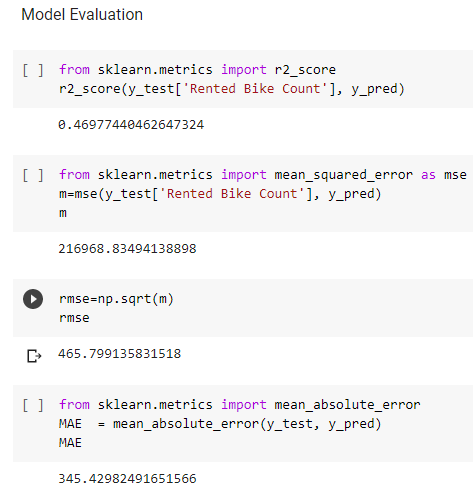 Model Evaluation
[ ] from sklearn.metrics import r2_score
r2_score(y_test['Rented Bike Count'], y_pred)
0.46977440462647324
[ ] from sklearn.metrics import mean_squared_error as mse
m=mse(y_test['Rented Bike Count'], y_pred)
m
216968.83494138898
rmse=np.sqrt(m)
rmse
465.799135831518
[ ] from sklearn.metrics import mean_absolute_error
MAE  = mean_absolute_error(y_test, y_pred)
MAE
345.42982491651566